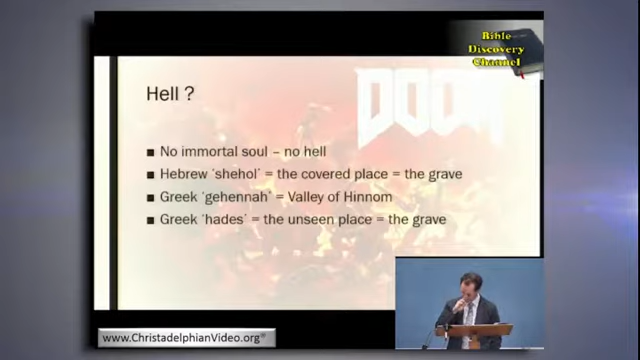 Bible
Discovery
Channel
DOOM
Hell ?
■ No immortal soul – no hell
■ Hebrew ‘shehol’ = the covered place = the grave
■ Greek ‘gehennah’ = Valley of Hinnom
■ Greek ‘hades’ = the unseen place = the grave
www.ChristadelphianVideo.org